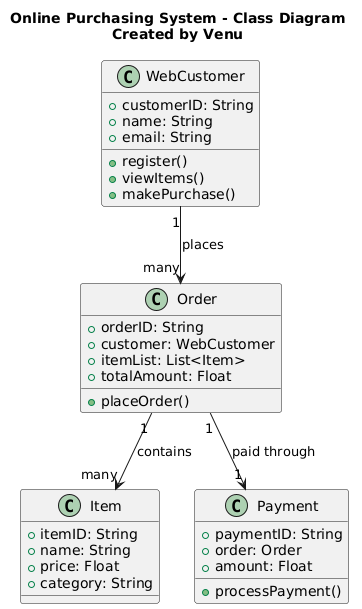 Online Purchasing System - Class Diagram
Created by Venu
C WebCustomer
customerID: String
name: String
email: String
register()
viewItems()
makePurchase()
1
places
many
C Order
orderID: String
customer: WebCustomer
itemList: List<Item>
totalAmount: Float
placeOrder()
1 1
contains paid through
many 1
C Item
itemID: String
name: String
price: Float
category: String
C Payment
paymentID: String
order: Order
amount: Float
processPayment()